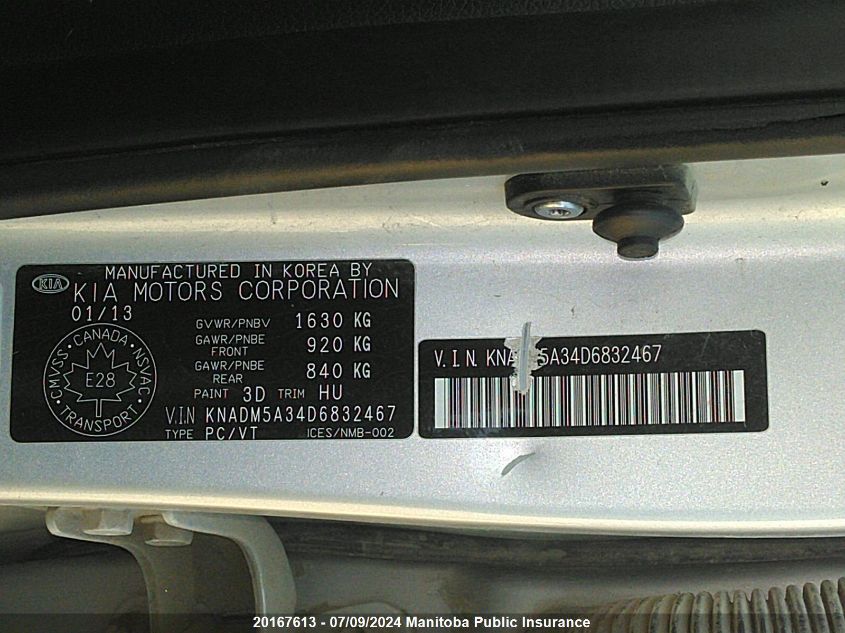 KIA
MANUFACTURED IN KOREA BY
KIA MOTORS CORPORATION
01/13
GVWR/PNBV 1630 KG
GAWR/PNBE FRONT 920 KG
GAWR/PNBE REAR 840 KG
PAINT 3D TRIM HU
V.I.N KNADM5A34D6832467
TYPE PC/VT ICES/NMB-002
CANADA
CMVSS NSVAC
E28
TRANSPORT
V.I.N. KNADM5A34D6832467
20167613 - 07/09/2024 Manitoba Public Insurance